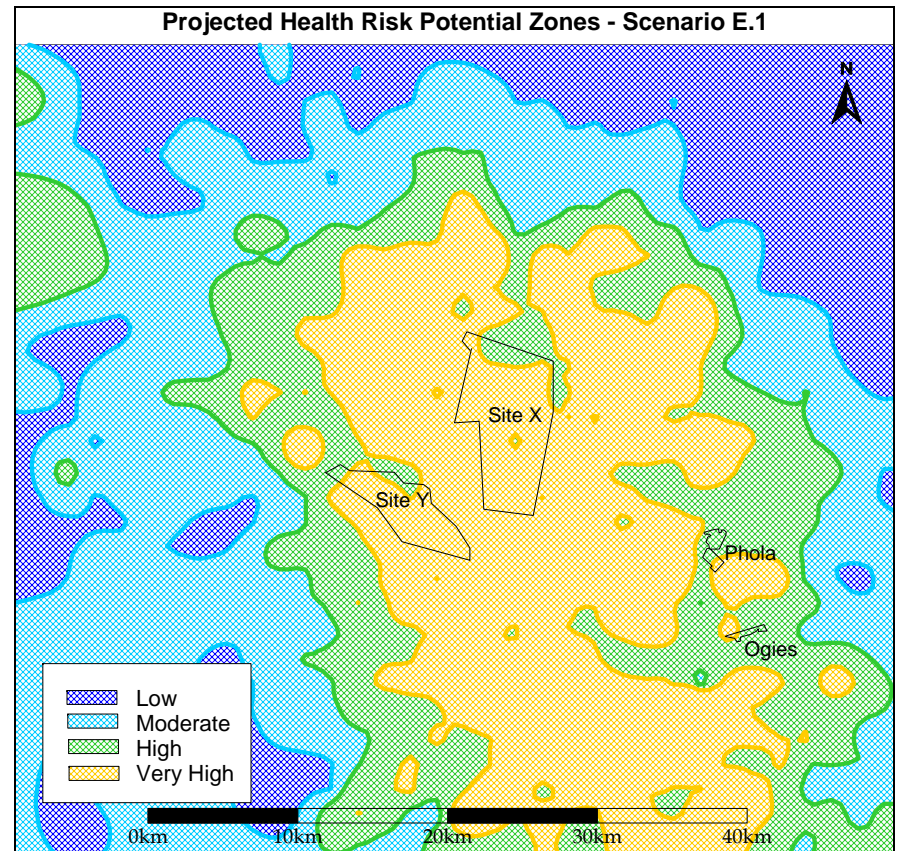 Projected Health Risk Potential Zones - Scenario E.1
N
Site X
Site Y
Phola
Ogies
Low
Moderate
High
Very High
0km 10km 20km 30km 40km